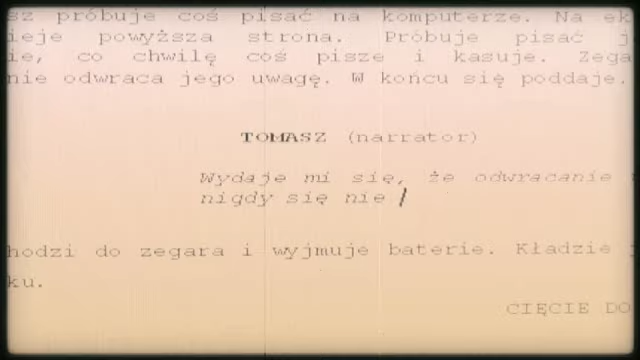 sz próbuje coś pisać na komputerze. Na ek
ieje powyższa strona. Próbuje pisać j
ie, co chwilę coś pisze i kasuje. Zega
nie odwraca jego uwagę. W końcu się poddaje.
TOMASZ (narrator)
Wydaje mi się, że odwracanie
nigdy się nie
hodzi do zegara i wyjmuje baterie. Kładzie
ku.
CIĘCIE DO